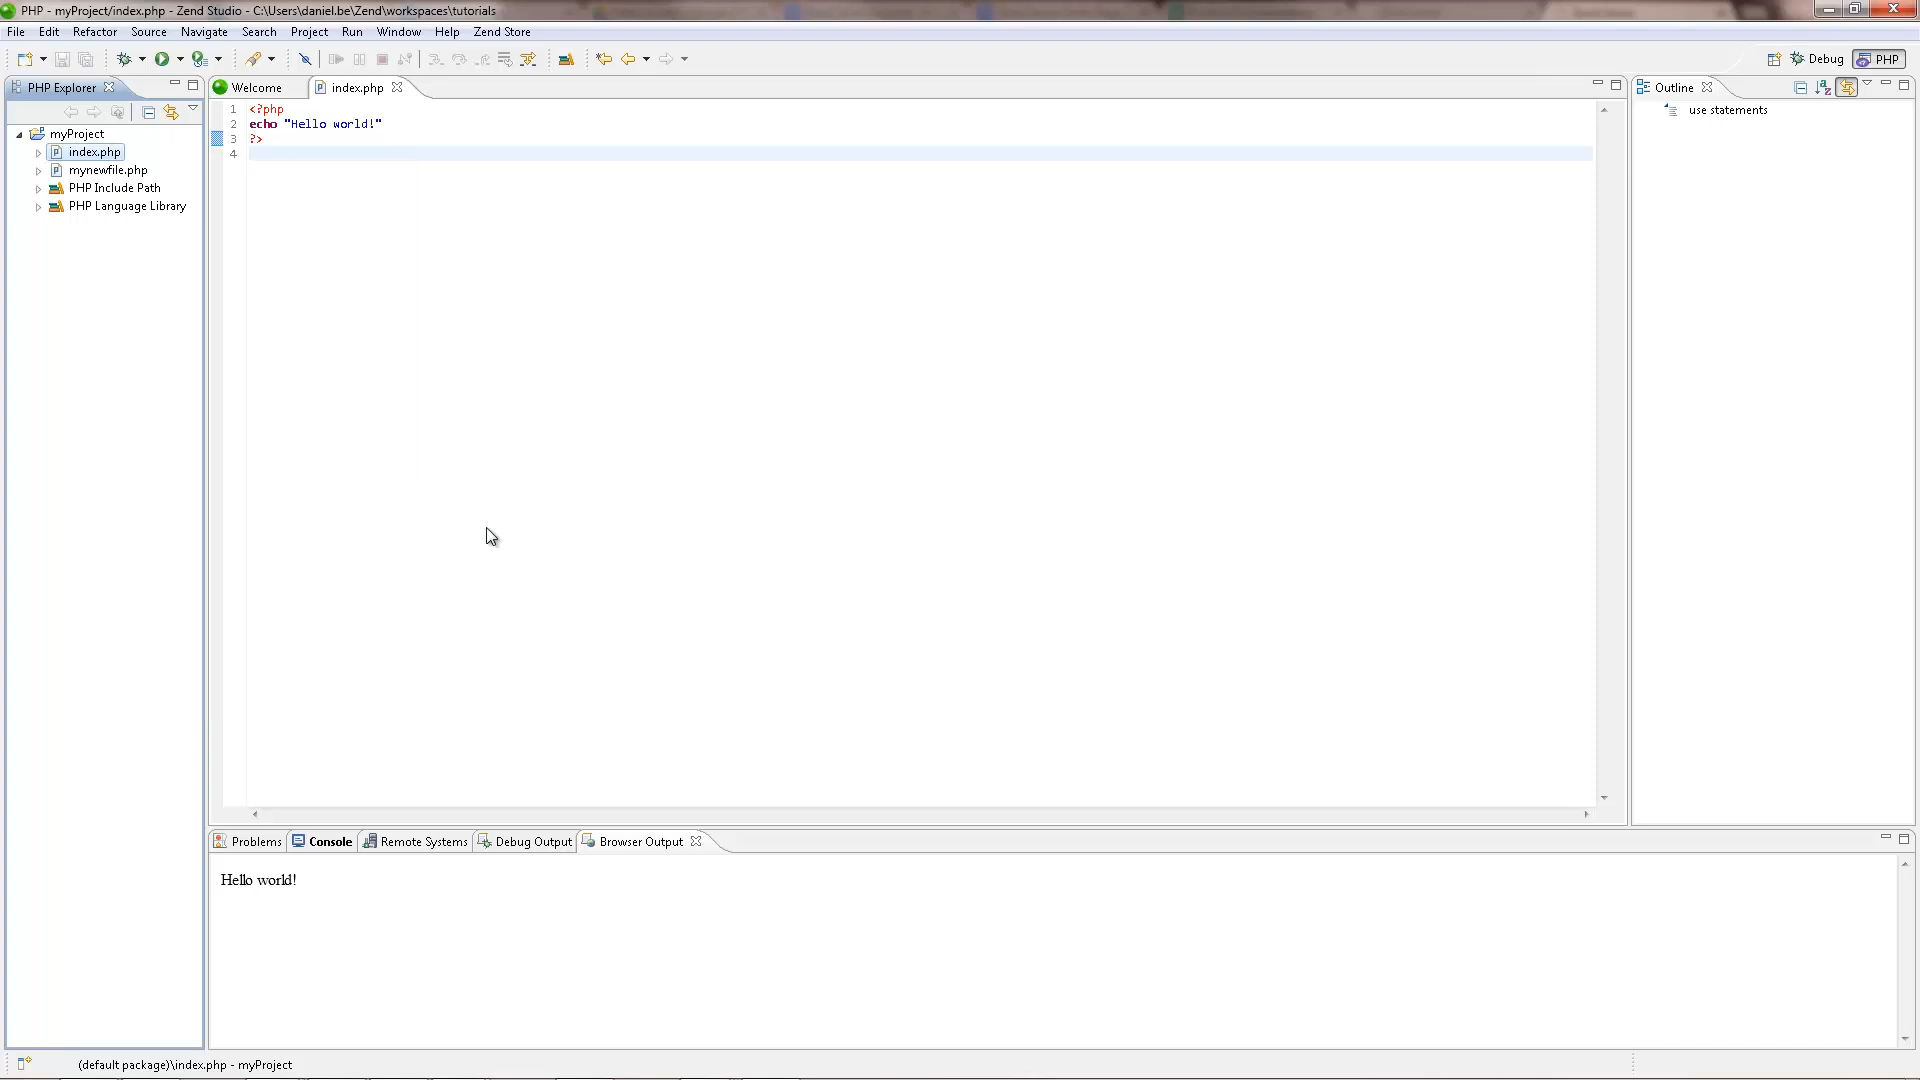 PHP - myProject/index.php - Zend Studio - C:\Users\daniel.be\Zend\workspaces\tutorials
File Edit Refactor Source Navigate Search Project Run Window Help Zend Store
Debug PHP
PHP Explorer
myProject
index.php
mynewfile.php
PHP Include Path
PHP Language Library
Welcome index.php
1 <?php
2 echo "Hello world!"
3 ?>
4
Outline
use statements
Problems Console Remote Systems Debug Output Browser Output
Hello world!
(default package)\index.php - myProject